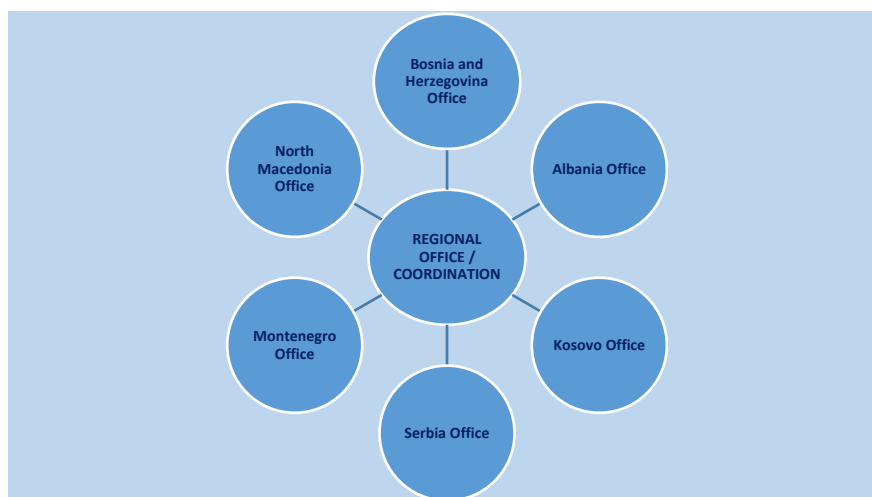 Bosnia and
Herzegovina
Office
North
Macedonia
Office
Albania Office
REGIONAL
OFFICE /
COORDINATION
Montenegro
Office
Kosovo Office
Serbia Office